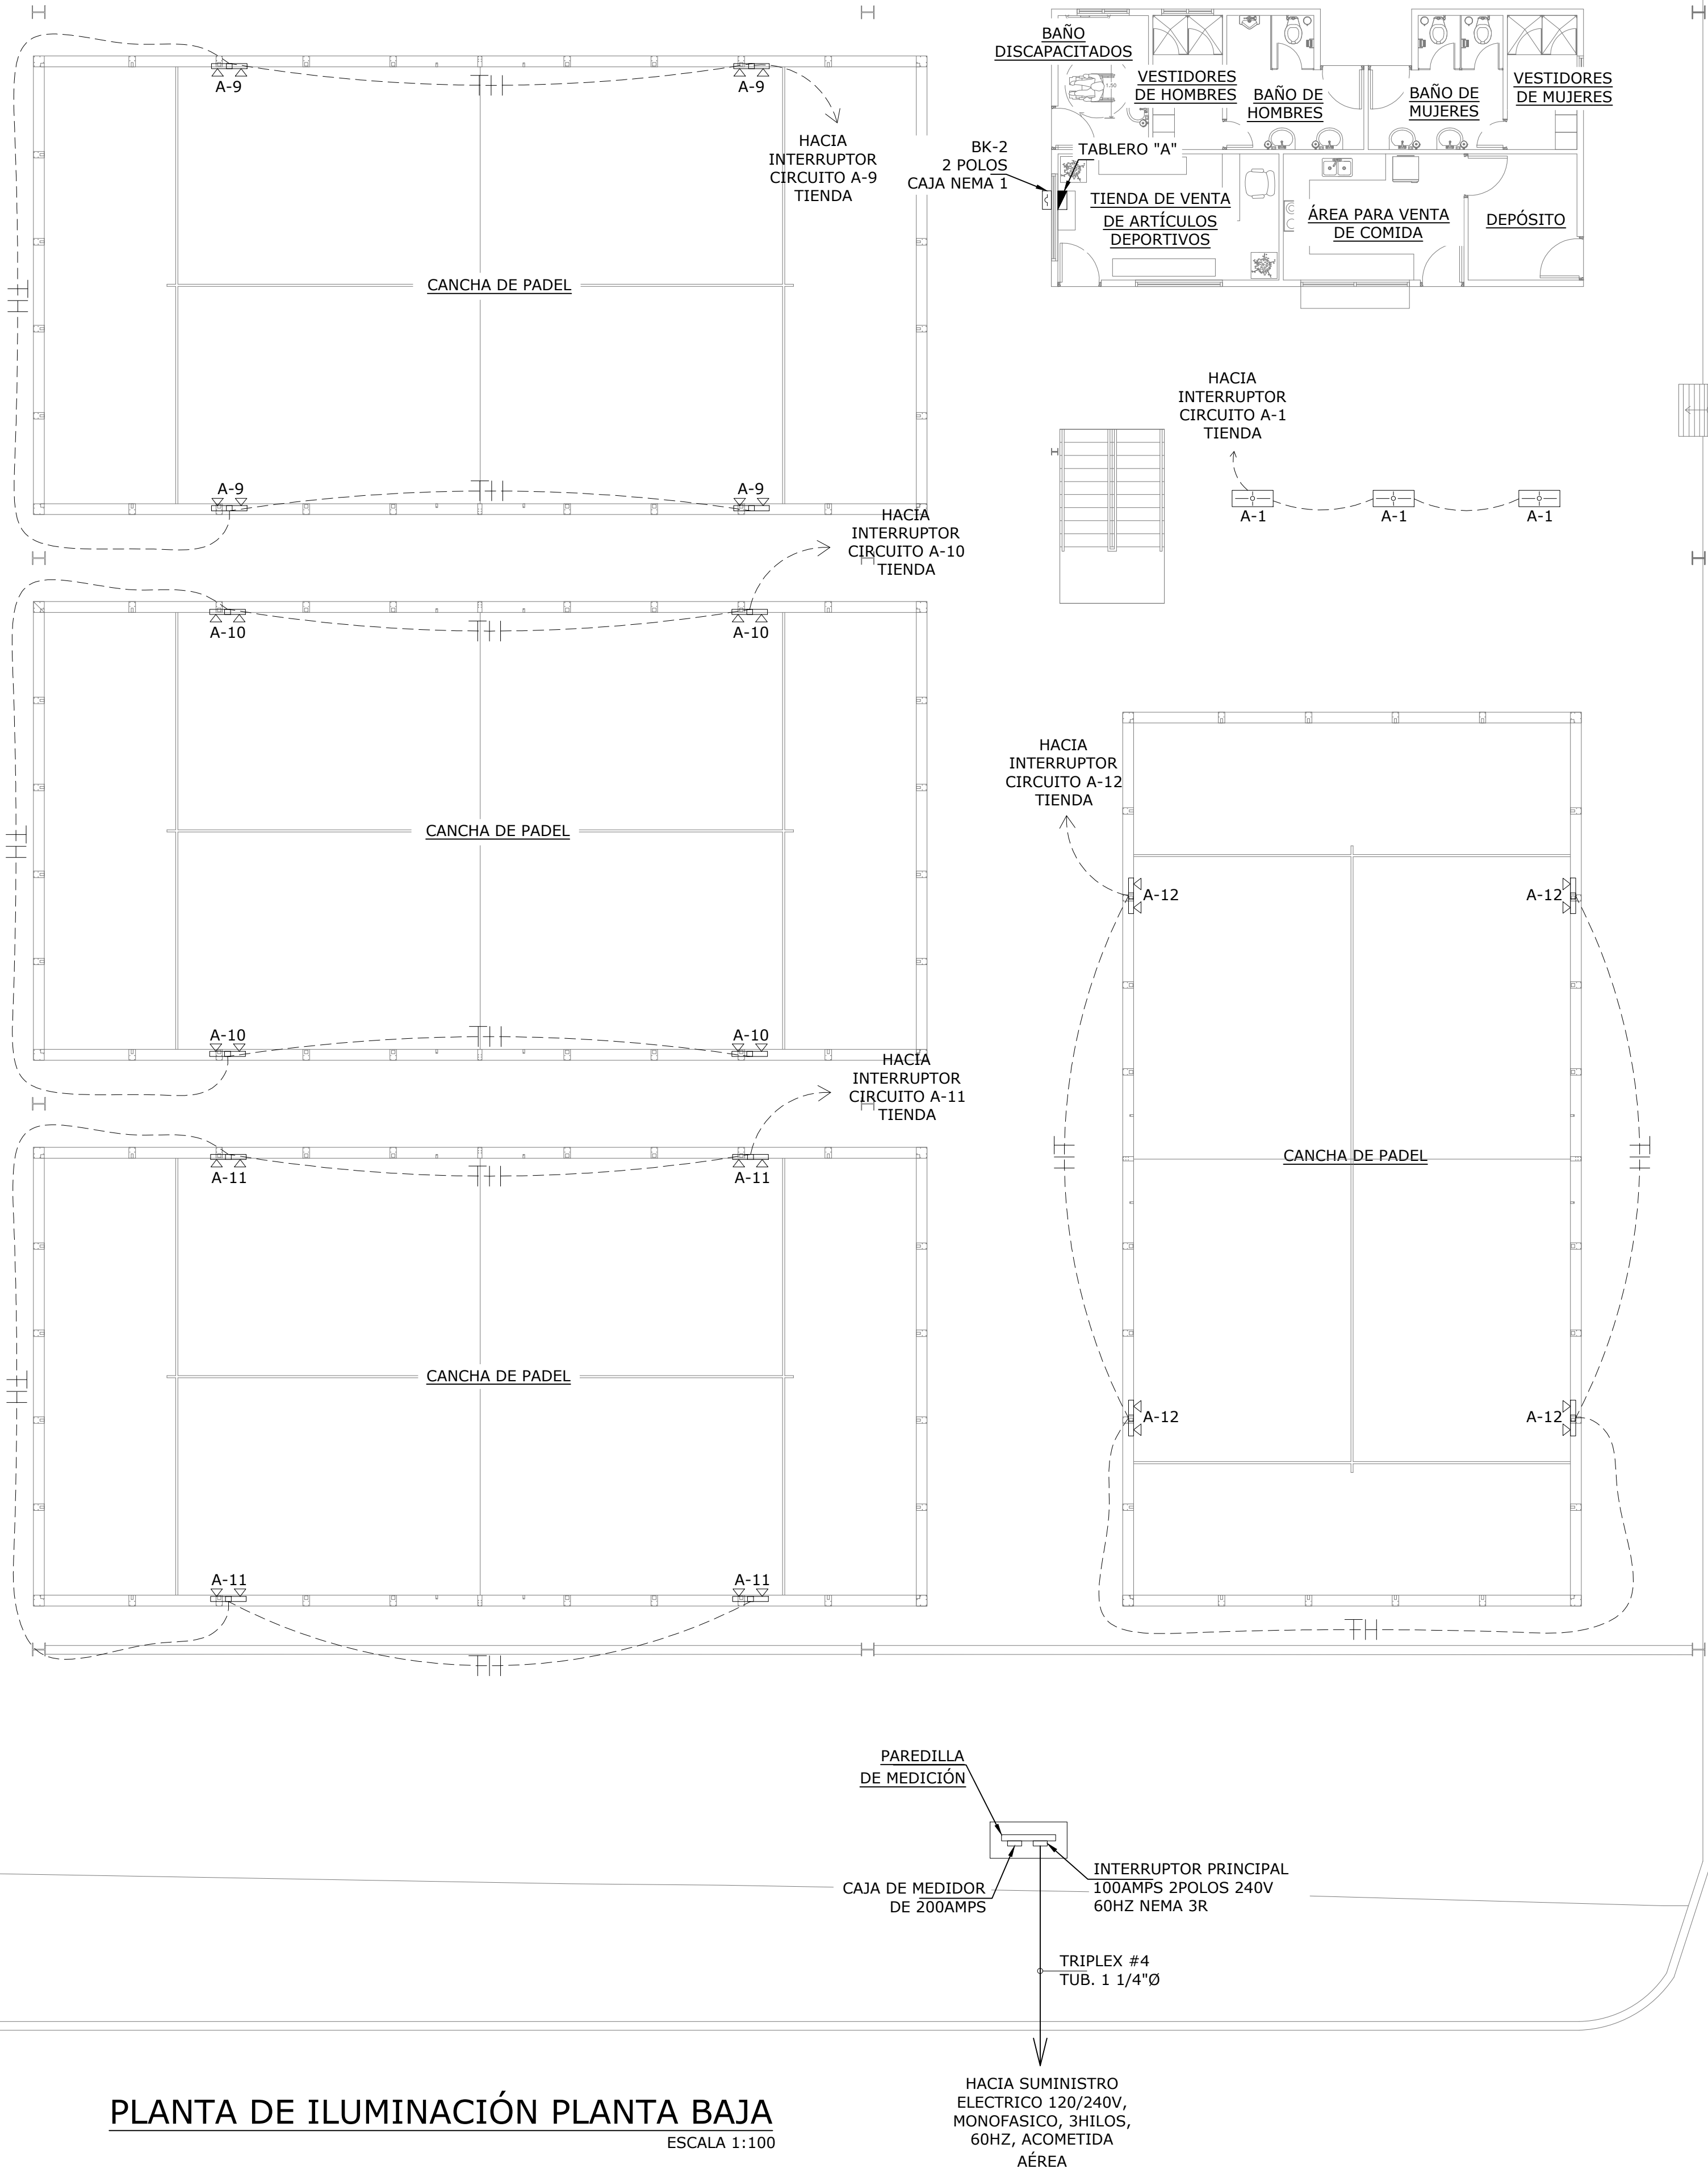 BAÑO
DISCAPACITADOS
VESTIDORES
DE HOMBRES
BAÑO DE
HOMBRES
BAÑO DE
MUJERES
VESTIDORES
DE MUJERES
1,50
A-9
A-9
HACIA
INTERRUPTOR
CIRCUITO A-9
TIENDA
BK-2
2 POLOS
CAJA NEMA 1
TABLERO "A"
TIENDA DE VENTA
DE ARTÍCULOS
DEPORTIVOS
ÁREA PARA VENTA
DE COMIDA
DEPÓSITO
CANCHA DE PADEL
HACIA
INTERRUPTOR
CIRCUITO A-1
TIENDA
A-9
A-9
A-1
A-1
A-1
HACIA
INTERRUPTOR
CIRCUITO A-10
TIENDA
A-10
A-10
CANCHA DE PADEL
HACIA
INTERRUPTOR
CIRCUITO A-12
TIENDA
A-12
A-12
A-10
A-10
HACIA
INTERRUPTOR
CIRCUITO A-11
TIENDA
A-11
A-11
CANCHA DE PADEL
CANCHA DE PADEL
A-12
A-12
A-11
A-11
PAREDILLA
DE MEDICIÓN
CAJA DE MEDIDOR
DE 200AMPS
INTERRUPTOR PRINCIPAL
100AMPS 2POLOS 240V
60HZ NEMA 3R
TRIPLEX #4
TUB. 1 1/4"Ø
HACIA SUMINISTRO
ELECTRICO 120/240V,
MONOFASICO, 3HILOS,
60HZ, ACOMETIDA
AÉREA
PLANTA DE ILUMINACIÓN PLANTA BAJA
ESCALA 1:100